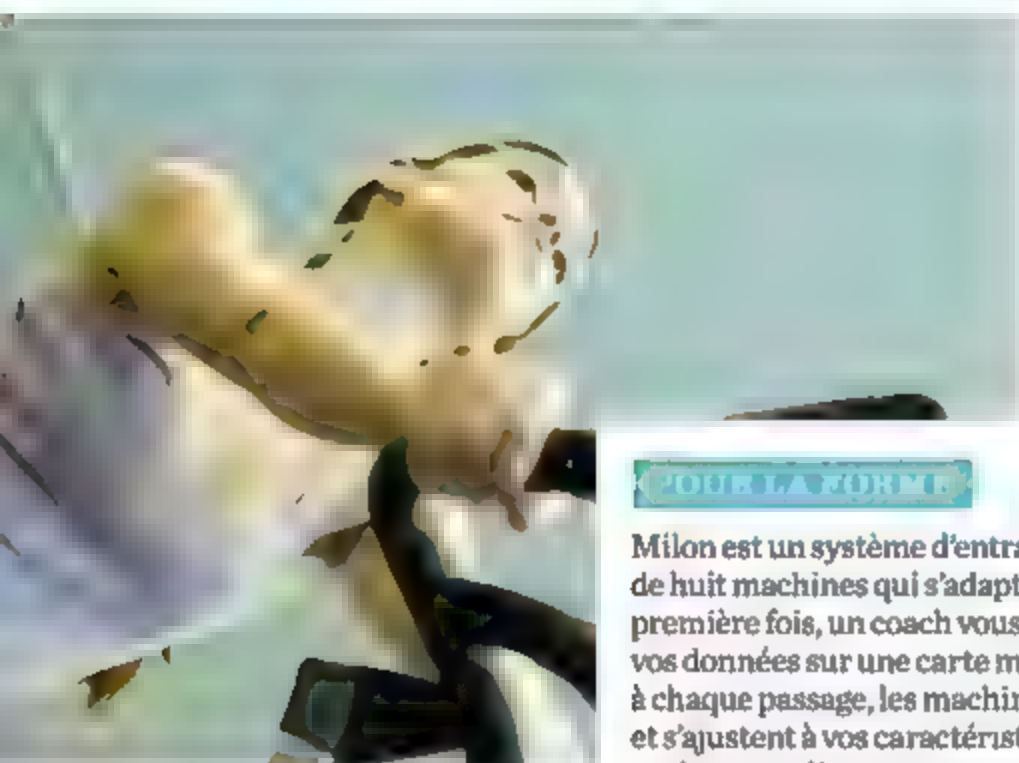 POUR LA FORME
Milon est un système d'entra
de huit machines qui s'adapt
première fois, un coach vous
vos données sur une carte m
à chaque passage, les machin
et s'ajustent à vos caractérist